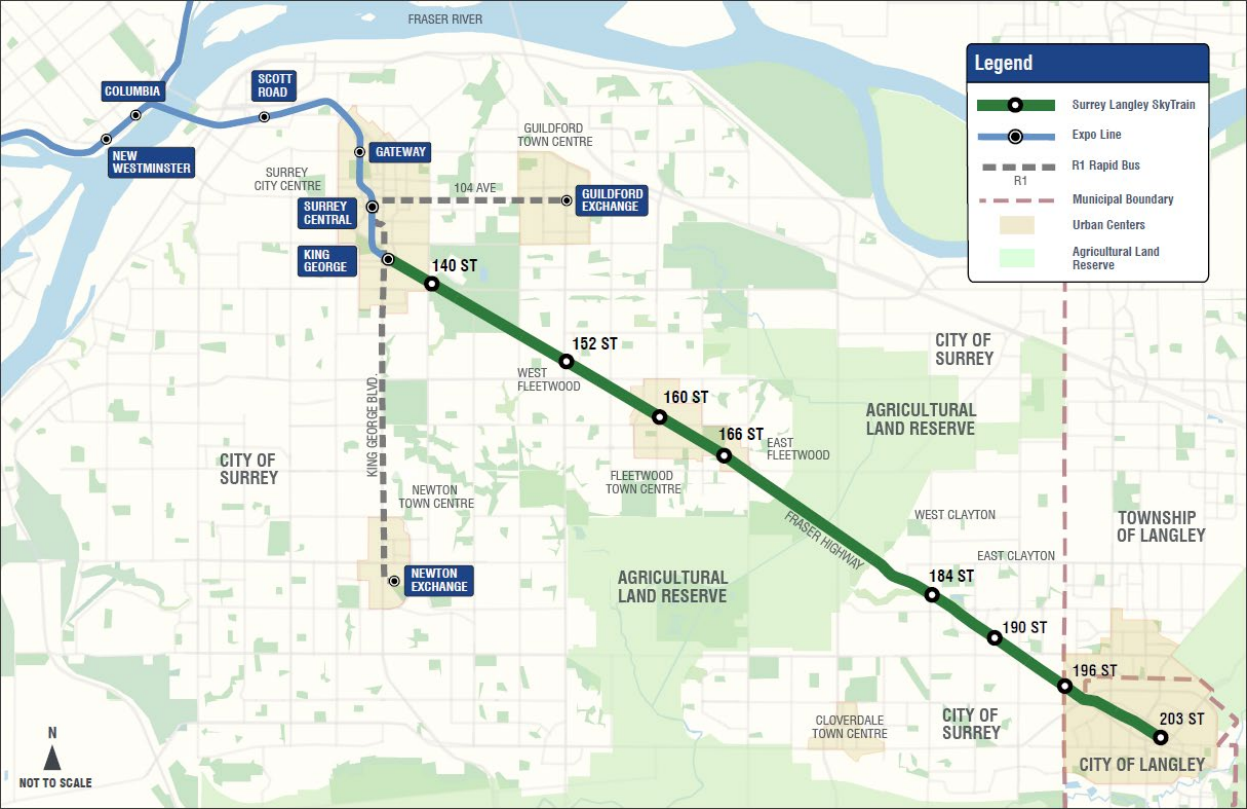 FRASER RIVER
Legend
Surrey Langley SkyTrain
Expo Line
R1 Rapid Bus
R1
Municipal Boundary
Urban Centers
Agricultural Land
Reserve
COLUMBIA
SCOTT
ROAD
NEW
WESTMINSTER
GATEWAY
GUILDFORD
TOWN CENTRE
SURREY
CITY CENTRE
104 AVE
GUILDFORD
EXCHANGE
SURREY
CENTRAL
KING
GEORGE
140 ST
152 ST
WEST
FLEETWOOD
CITY OF
SURREY
160 ST
166 ST
AGRICULTURAL
LAND RESERVE
EAST
FLEETWOOD
KING GEORGE BLVD.
CITY OF
SURREY
FLEETWOOD
TOWN CENTRE
NEWTON
TOWN CENTRE
FRASER HIGHWAY
WEST CLAYTON
TOWNSHIP
OF LANGLEY
EAST CLAYTON
NEWTON
EXCHANGE
AGRICULTURAL
LAND RESERVE
184 ST
190 ST
196 ST
CLOVERDALE
TOWN CENTRE
CITY OF
SURREY
203 ST
CITY OF LANGLEY
N
NOT TO SCALE